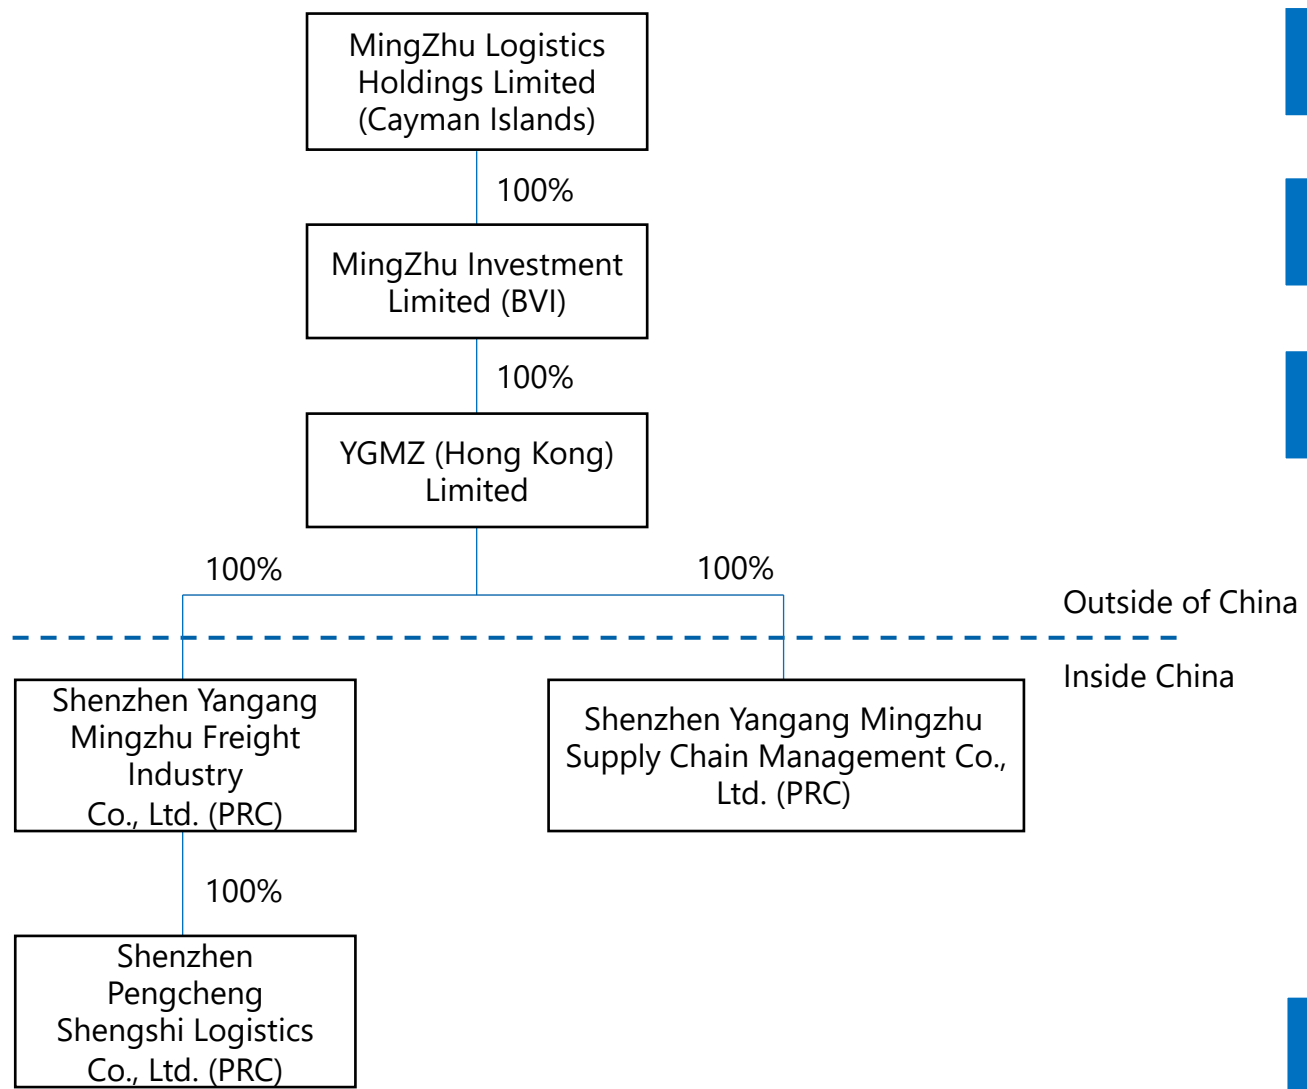 MingZhu Logistics
Holdings Limited
(Cayman Islands)
100%
MingZhu Investment
Limited (BVI)
100%
YGMZ (Hong Kong)
Limited
100%
100%
Outside of China
Inside China
Shenzhen Yangang
Mingzhu Freight
Industry
Co., Ltd. (PRC)
Shenzhen Yangang Mingzhu
Supply Chain Management Co.,
Ltd. (PRC)
100%
Shenzhen
Pengcheng
Shengshi Logistics
Co., Ltd. (PRC)